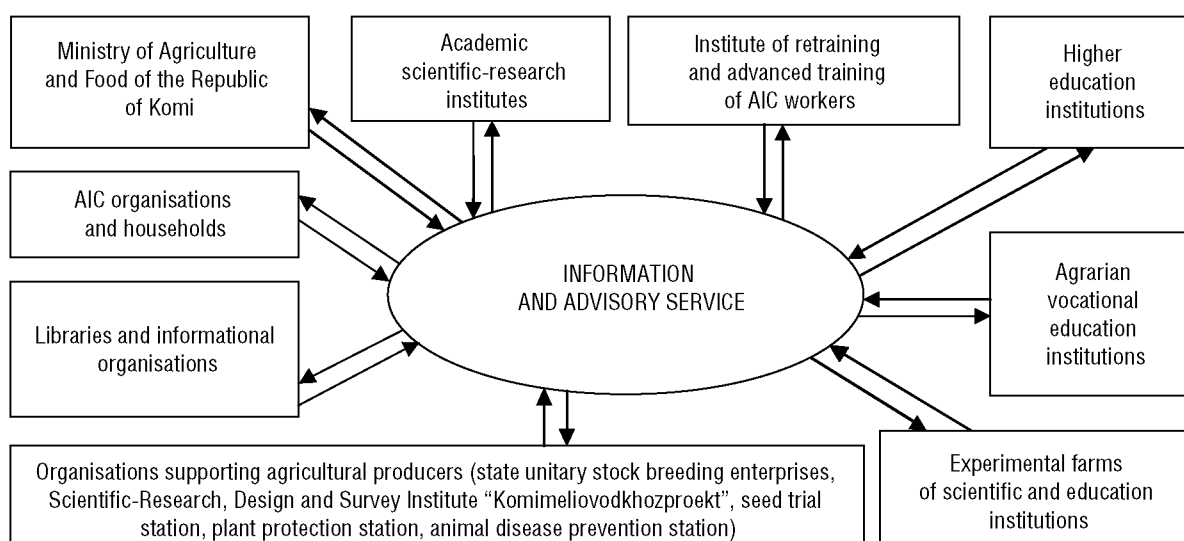 Ministry of Agriculture
and Food of the Republic
of Komi
Academic
scientific-research
institutes
Institute of retraining
and advanced training
of AIC workers
Higher
education
institutions
AIC organisations
and households
INFORMATION
AND ADVISORY SERVICE
Agrarian
vocational
education
institutions
Libraries and informational
organisations
Organisations supporting agricultural producers (state unitary stock breeding enterprises,
Scientific-Research, Design and Survey Institute “Komimeliovodkhozproekt”, seed trial
station, plant protection station, animal disease prevention station)
Experimental farms
of scientific and education
institutions